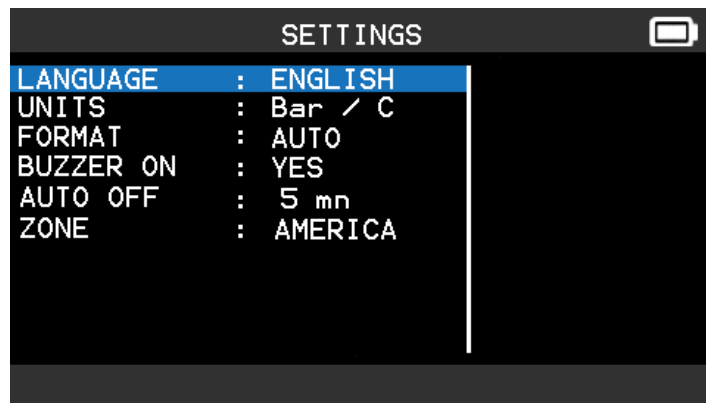 SETTINGS
LANGUAGE : ENGLISH
UNITS : Bar / C
FORMAT : AUTO
BUZZER ON : YES
AUTO OFF : 5 mn
ZONE : AMERICA